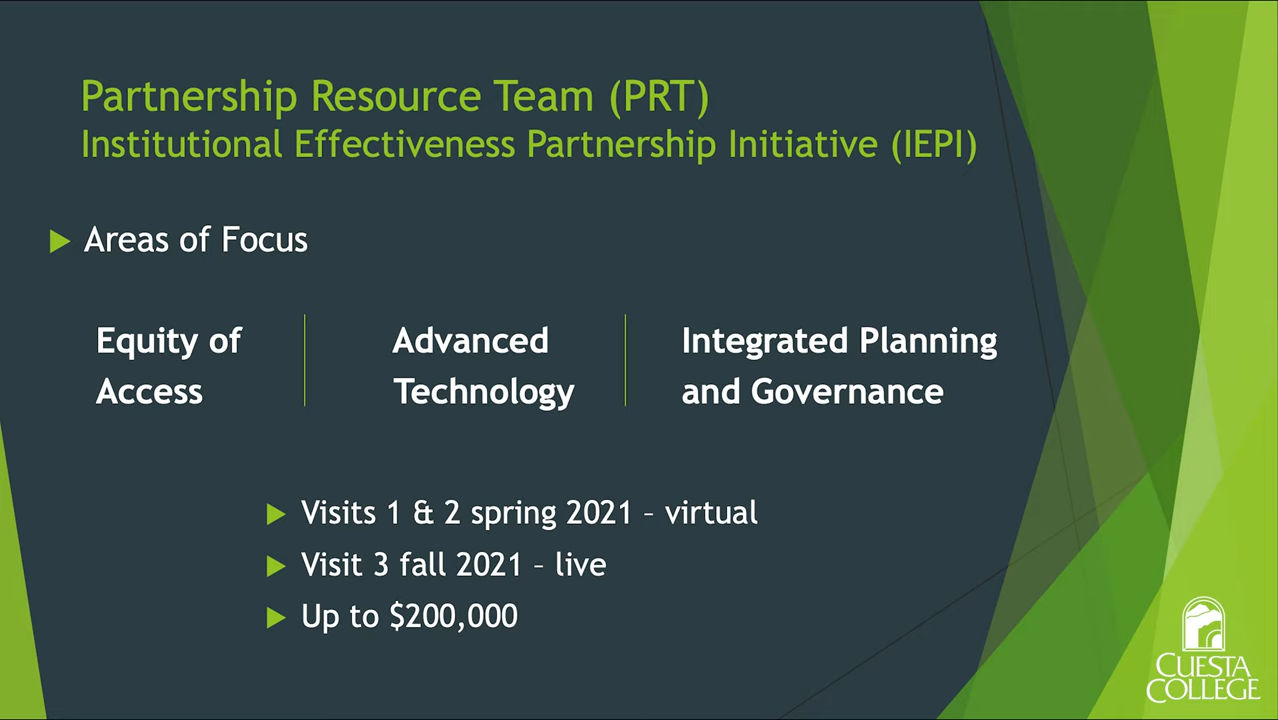 Partnership Resource Team (PRT)
Institutional Effectiveness Partnership Initiative (IEPI)
Areas of Focus
Equity of
Access
Advanced
Technology
Integrated Planning
and Governance
Visits 1 & 2 spring 2021 – virtual
Visit 3 fall 2021 – live
Up to $200,000
CUESTA
COLLEGE